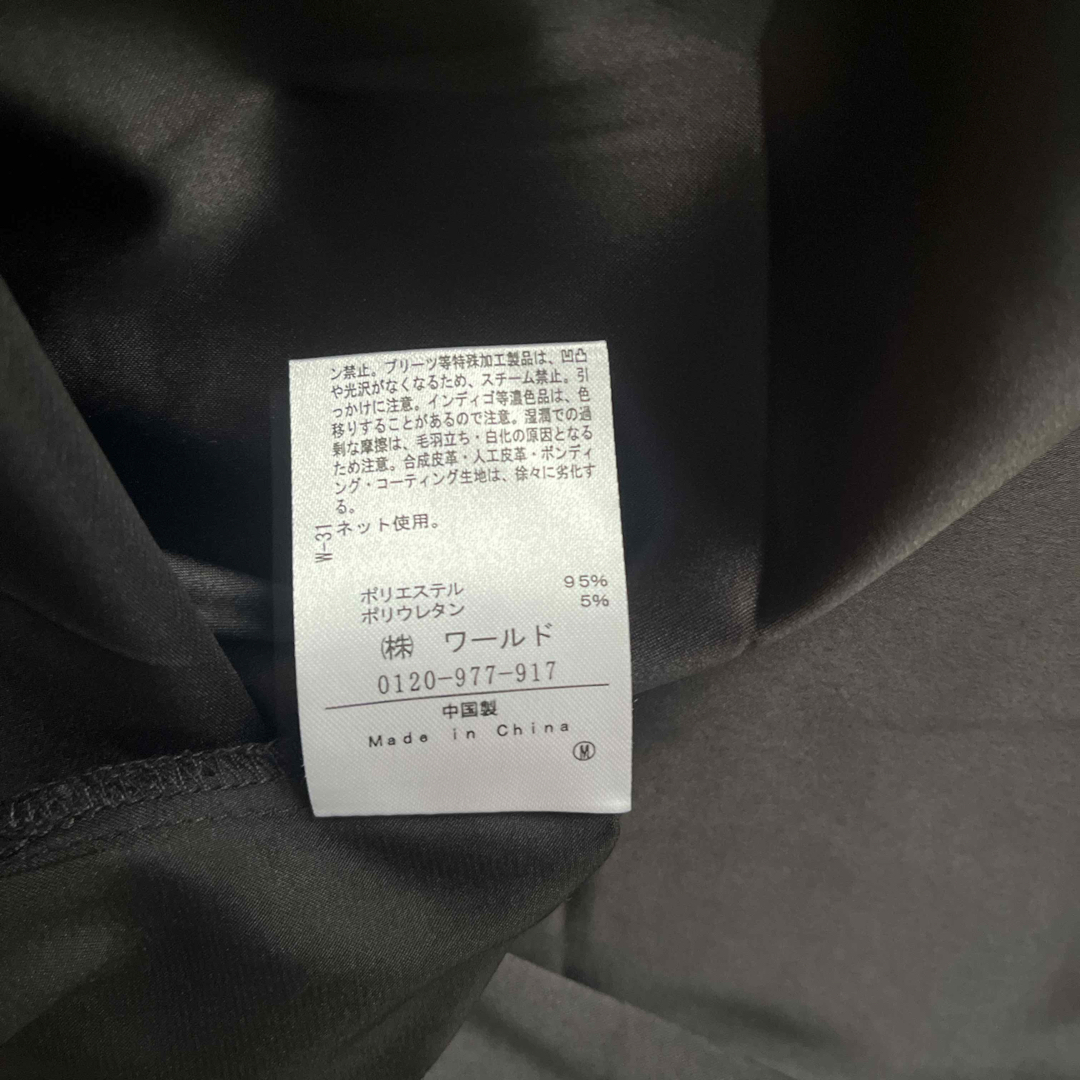 ン禁止。プリーツ等特殊加工製品は、凹凸
や光沢がなくなるため、スチーム禁止。引
っかけに注意。インディゴ等濃色品は、色
移りすることがあるので注意。湿潤での過
剰な摩擦は、毛羽立ち・白化の原因となる
ため注意。合成皮革・人工皮革・ボンディ
ング・コーティング生地は、徐々に劣化す
る。
ネット使用。
W-31
ポリエステル 95%
ポリウレタン 5%
㈱ ワールド
0120-977-917
中国製
Made in China
Ⓜ